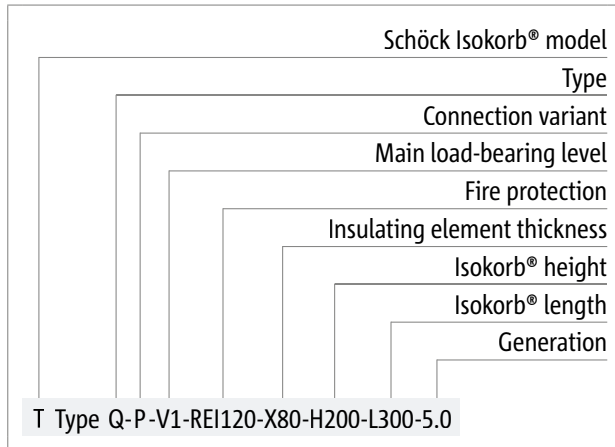 Schöck Isokorb® model
Type
Connection variant
Main load-bearing level
Fire protection
Insulating element thickness
Isokorb® height
Isokorb® length
Generation
T Type Q-P-V1-REI120-X80-H200-L300-5.0